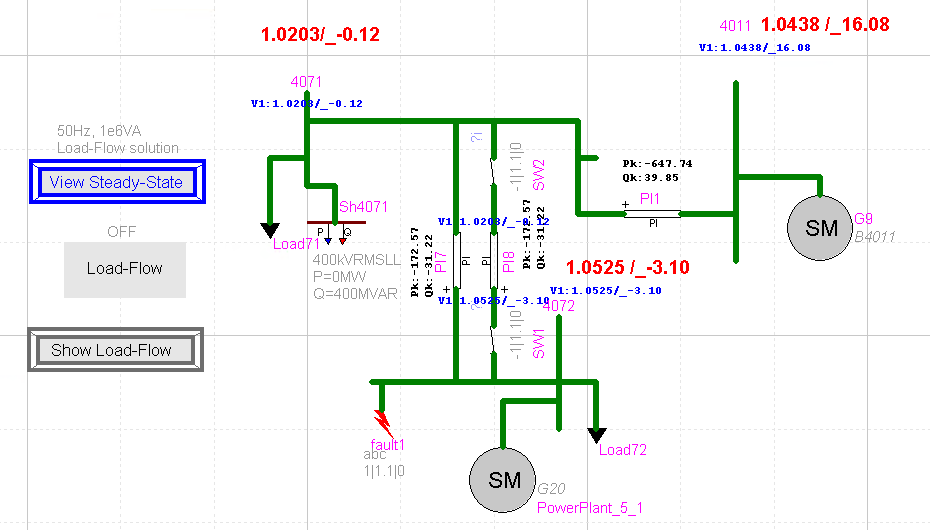 1.0203/_-0.12
4011
1.0438 /_16.08
V1:1.0438/_16.08
4071
V1:1.0203/_-0.12
50Hz, 1e6VA
Load-Flow solution
View Steady-State
?i
-1|1.1|0
SW2
Pk:-647.74
Qk:39.85
+
PI1
PI
SM
G9
B4011
Sh4071
P
Q
Load71
OFF
Load-Flow
400kVRMSLL
P=0MW
Q=400MVAR
V1:1.0203/_-0.12
Pk:-172.57
Qk:-31.22
PI7
PI
+
PI
PI8
+
Pk:-172.57
Qk:-31.22
1.0525 /_-3.10
V1:1.0525/_-3.10
V1:1.0525/_-3.10
4072
-1|1.1|0
SW1
Show Load-Flow
fault1
abc
1|1.1|0
Load72
SM
G20
PowerPlant_5_1